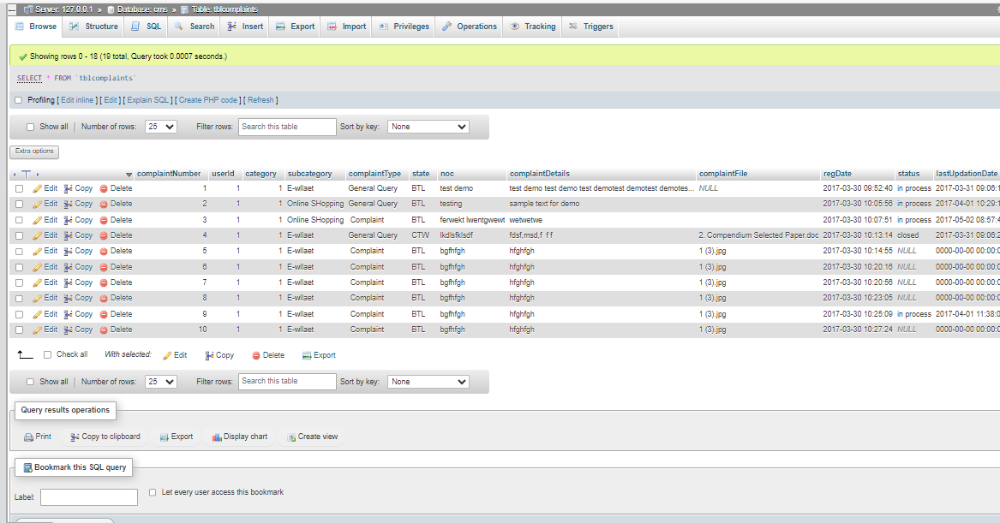 Server: 127.0.0.1 » Database: cms » Table: tblcomplaints
Browse Structure SQL Search Insert Export Import Privileges Operations Tracking Triggers
Showing rows 0 - 18 (19 total, Query took 0.0007 seconds.)
SELECT * FROM `tblcomplaints`
Profiling [ Edit inline ] [ Edit ] [ Explain SQL ] [ Create PHP code ] [ Refresh ]
Show all | Number of rows: 25 Filter rows: Search this table Sort by key: None
Extra options
complaintNumber userId category subcategory complaintType state noc complaintDetails complaintFile regDate status lastUpdationDate
Edit Copy Delete 1 1 1 E-wllaet General Query BTL test demo test demo test demo test demotest demotest demotes... NULL 2017-03-30 09:52:40 in process 2017-03-31 09:06:1
Edit Copy Delete 2 1 1 Online SHopping General Query BTL testing sample text for demo 2017-03-30 10:05:56 in process 2017-04-01 10:29:1
Edit Copy Delete 3 1 1 Online SHopping Complaint BTL ferwekt lwentgwewt wetwetwe 2017-03-30 10:07:51 in process 2017-05-02 08:57:4
Edit Copy Delete 4 1 1 E-wllaet General Query CTW lkdlsfklsdf fdsf,msd,f f f 2. Compendium Selected Paper.doc 2017-03-30 10:13:14 closed 2017-03-31 09:06:2
Edit Copy Delete 5 1 1 E-wllaet Complaint BTL bgfhfgh hfghfgh 1 (3).jpg 2017-03-30 10:14:55 NULL 0000-00-00 00:00:0
Edit Copy Delete 6 1 1 E-wllaet Complaint BTL bgfhfgh hfghfgh 1 (3).jpg 2017-03-30 10:20:16 NULL 0000-00-00 00:00:0
Edit Copy Delete 7 1 1 E-wllaet Complaint BTL bgfhfgh hfghfgh 1 (3).jpg 2017-03-30 10:20:56 NULL 0000-00-00 00:00:0
Edit Copy Delete 8 1 1 E-wllaet Complaint BTL bgfhfgh hfghfgh 1 (3).jpg 2017-03-30 10:23:05 NULL 0000-00-00 00:00:0
Edit Copy Delete 9 1 1 E-wllaet Complaint BTL bgfhfgh hfghfgh 1 (3).jpg 2017-03-30 10:25:09 in process 2017-04-01 11:38:0
Edit Copy Delete 10 1 1 E-wllaet Complaint BTL bgfhfgh hfghfgh 1 (3).jpg 2017-03-30 10:27:24 NULL 0000-00-00 00:00:0
Check all With selected: Edit Copy Delete Export
Show all | Number of rows: 25 Filter rows: Search this table Sort by key: None
Query results operations
Print Copy to clipboard Export Display chart Create view
Bookmark this SQL query
Label: Let every user access this bookmark